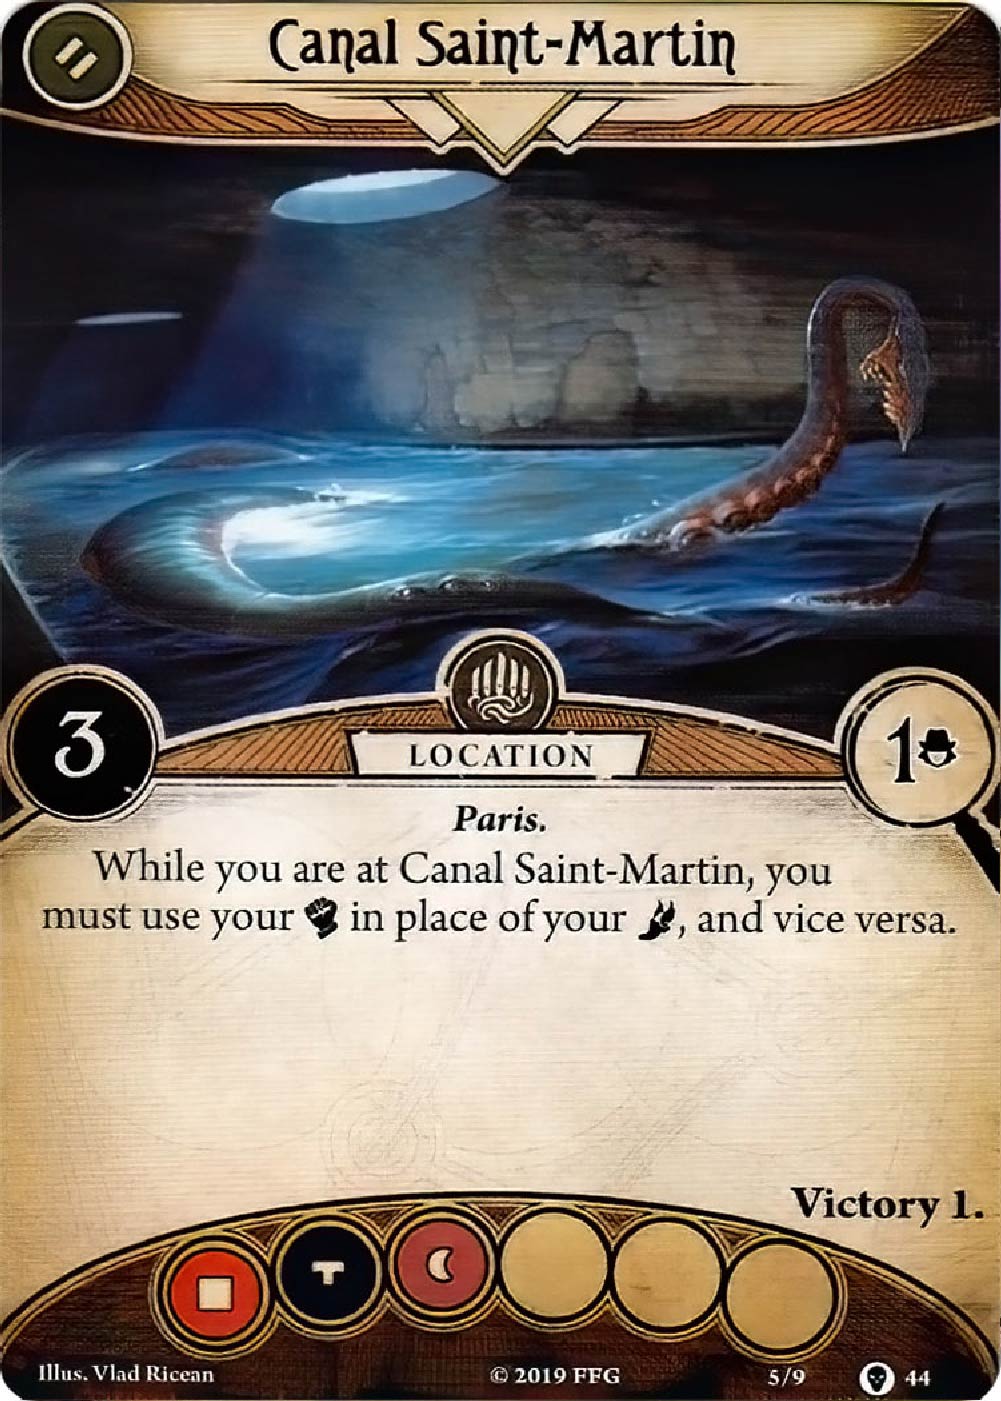 Canal Saint-Martin
3
LOCATION
1
Paris.
While you are at Canal Saint-Martin, you
must use your in place of your , and vice versa.
Victory 1.
Illus. Vlad Ricean
© 2019 FFG
5/9
44